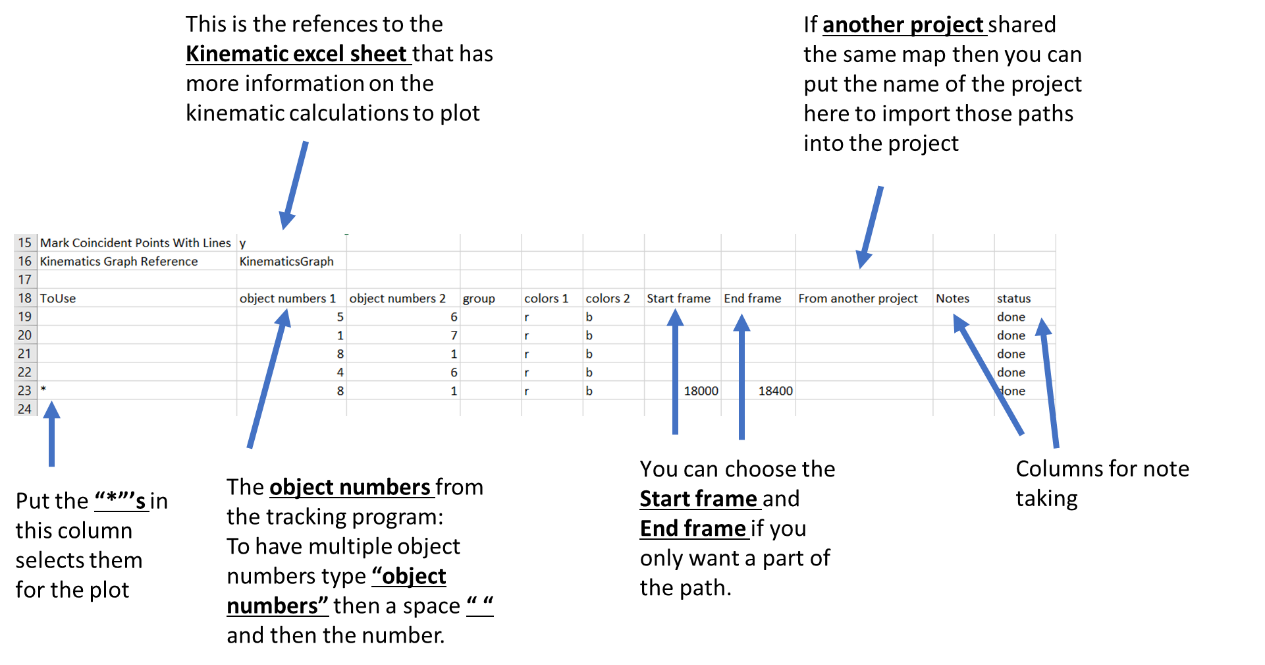 This is the refences to the
Kinematic excel sheet that has
more information on the
kinematic calculations to plot
If another project shared
the same map then you can
put the name of the project
here to import those paths
into the project
15 Mark Coincident Points With Lines y
16 Kinematics Graph Reference KinematicsGraph
17
18 ToUse object numbers 1 object numbers 2 group colors 1 colors 2 Start frame End frame From another project Notes status
19 5 6 r b done
20 1 7 r b done
21 8 1 r b done
22 4 6 r b done
23 * 8 1 r b 18000 18400 done
24
Put the “*”’s in
this column
selects them
for the plot
The object numbers from
the tracking program:
To have multiple object
numbers type “object
numbers” then a space “ “
and then the number.
You can choose the
Start frame and
End frame if you
only want a part of
the path.
Columns for note
taking